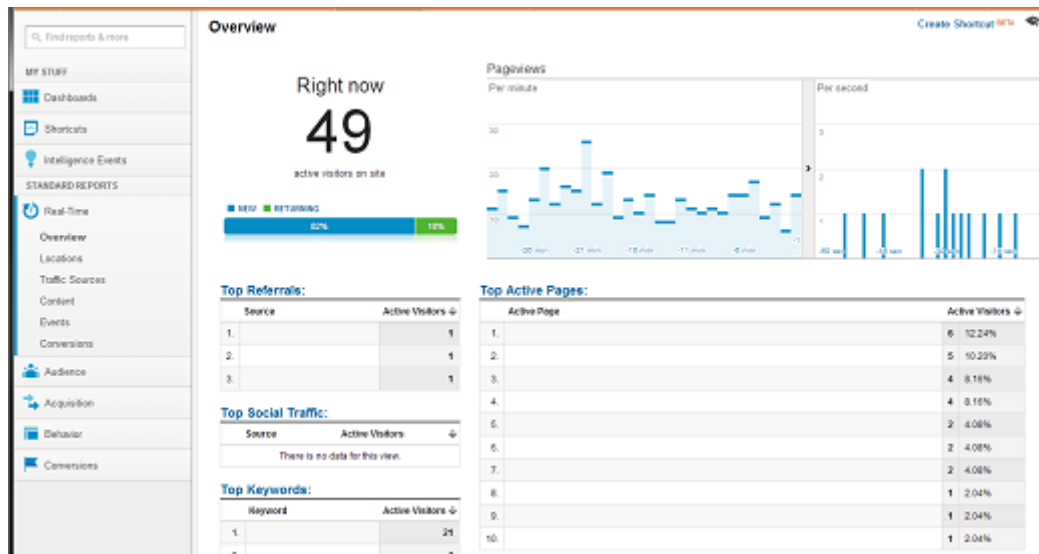 Overview
Create Shortcut BETA
Find reports & more
MY STUFF
Dashboards
Shortcuts
Intelligence Events
STANDARD REPORTS
Real-Time
Overview
Locations
Traffic Sources
Content
Events
Conversions
Audience
Acquisition
Behavior
Conversions
Right now
49
active visitors on site
NEW RETURNING
82% 18%
Pageviews
Per minute
30
20
10
Per second
3
2
1
Top Referrals:
Source Active Visitors
1. 1
2. 1
3. 1
Top Social Traffic:
Source Active Visitors
There is no data for this view.
Top Keywords:
Keyword Active Visitors
1. 21
Top Active Pages:
Active Page Active Visitors
1. 6 12.24%
2. 5 10.20%
3. 4 8.16%
4. 4 8.16%
5. 2 4.08%
6. 2 4.08%
7. 2 4.08%
8. 1 2.04%
9. 1 2.04%
10. 1 2.04%